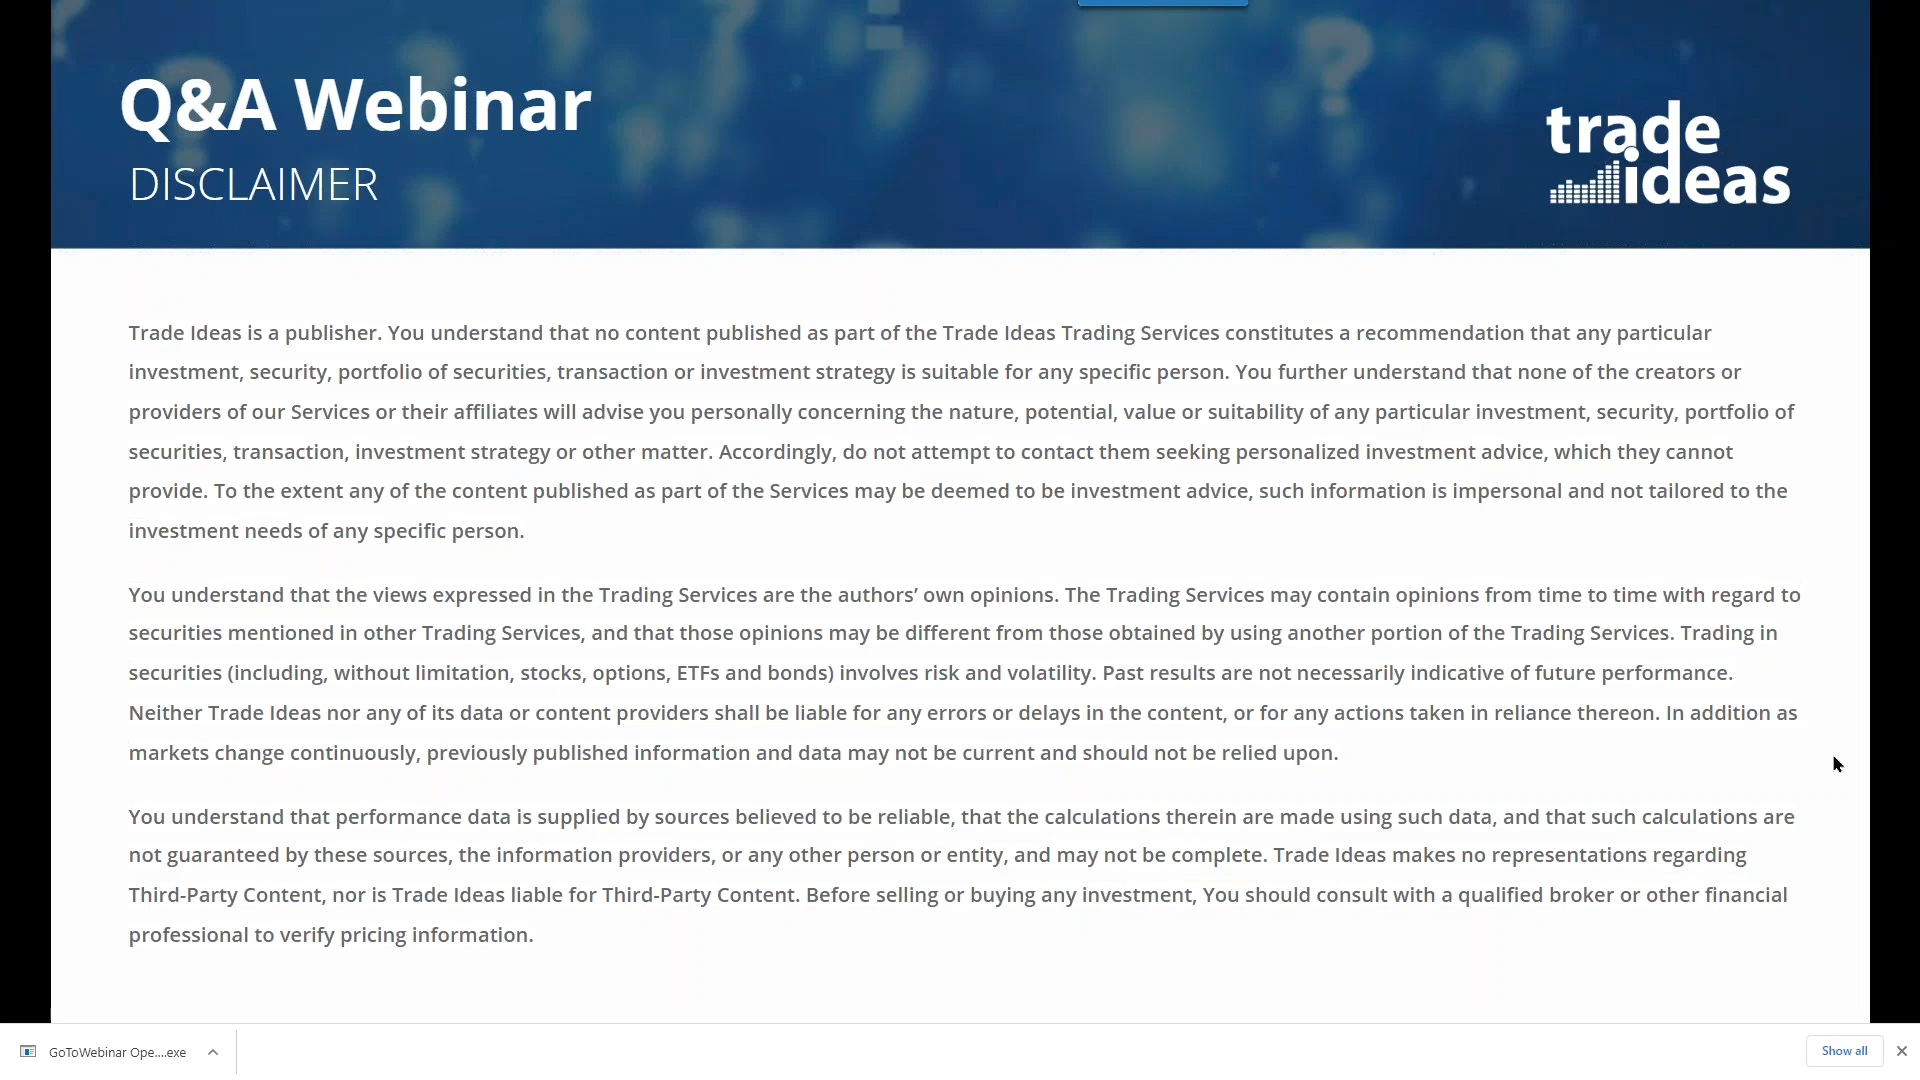 Q&A Webinar
DISCLAIMER
trade
ideas
Trade Ideas is a publisher. You understand that no content published as part of the Trade Ideas Trading Services constitutes a recommendation that any particular
investment, security, portfolio of securities, transaction or investment strategy is suitable for any specific person. You further understand that none of the creators or
providers of our Services or their affiliates will advise you personally concerning the nature, potential, value or suitability of any particular investment, security, portfolio of
securities, transaction, investment strategy or other matter. Accordingly, do not attempt to contact them seeking personalized investment advice, which they cannot
provide. To the extent any of the content published as part of the Services may be deemed to be investment advice, such information is impersonal and not tailored to the
investment needs of any specific person.
You understand that the views expressed in the Trading Services are the authors’ own opinions. The Trading Services may contain opinions from time to time with regard to
securities mentioned in other Trading Services, and that those opinions may be different from those obtained by using another portion of the Trading Services. Trading in
securities (including, without limitation, stocks, options, ETFs and bonds) involves risk and volatility. Past results are not necessarily indicative of future performance.
Neither Trade Ideas nor any of its data or content providers shall be liable for any errors or delays in the content, or for any actions taken in reliance thereon. In addition as
markets change continuously, previously published information and data may not be current and should not be relied upon.
You understand that performance data is supplied by sources believed to be reliable, that the calculations therein are made using such data, and that such calculations are
not guaranteed by these sources, the information providers, or any other person or entity, and may not be complete. Trade Ideas makes no representations regarding
Third-Party Content, nor is Trade Ideas liable for Third-Party Content. Before selling or buying any investment, You should consult with a qualified broker or other financial
professional to verify pricing information.
GoToWebinar Ope....exe
Show all